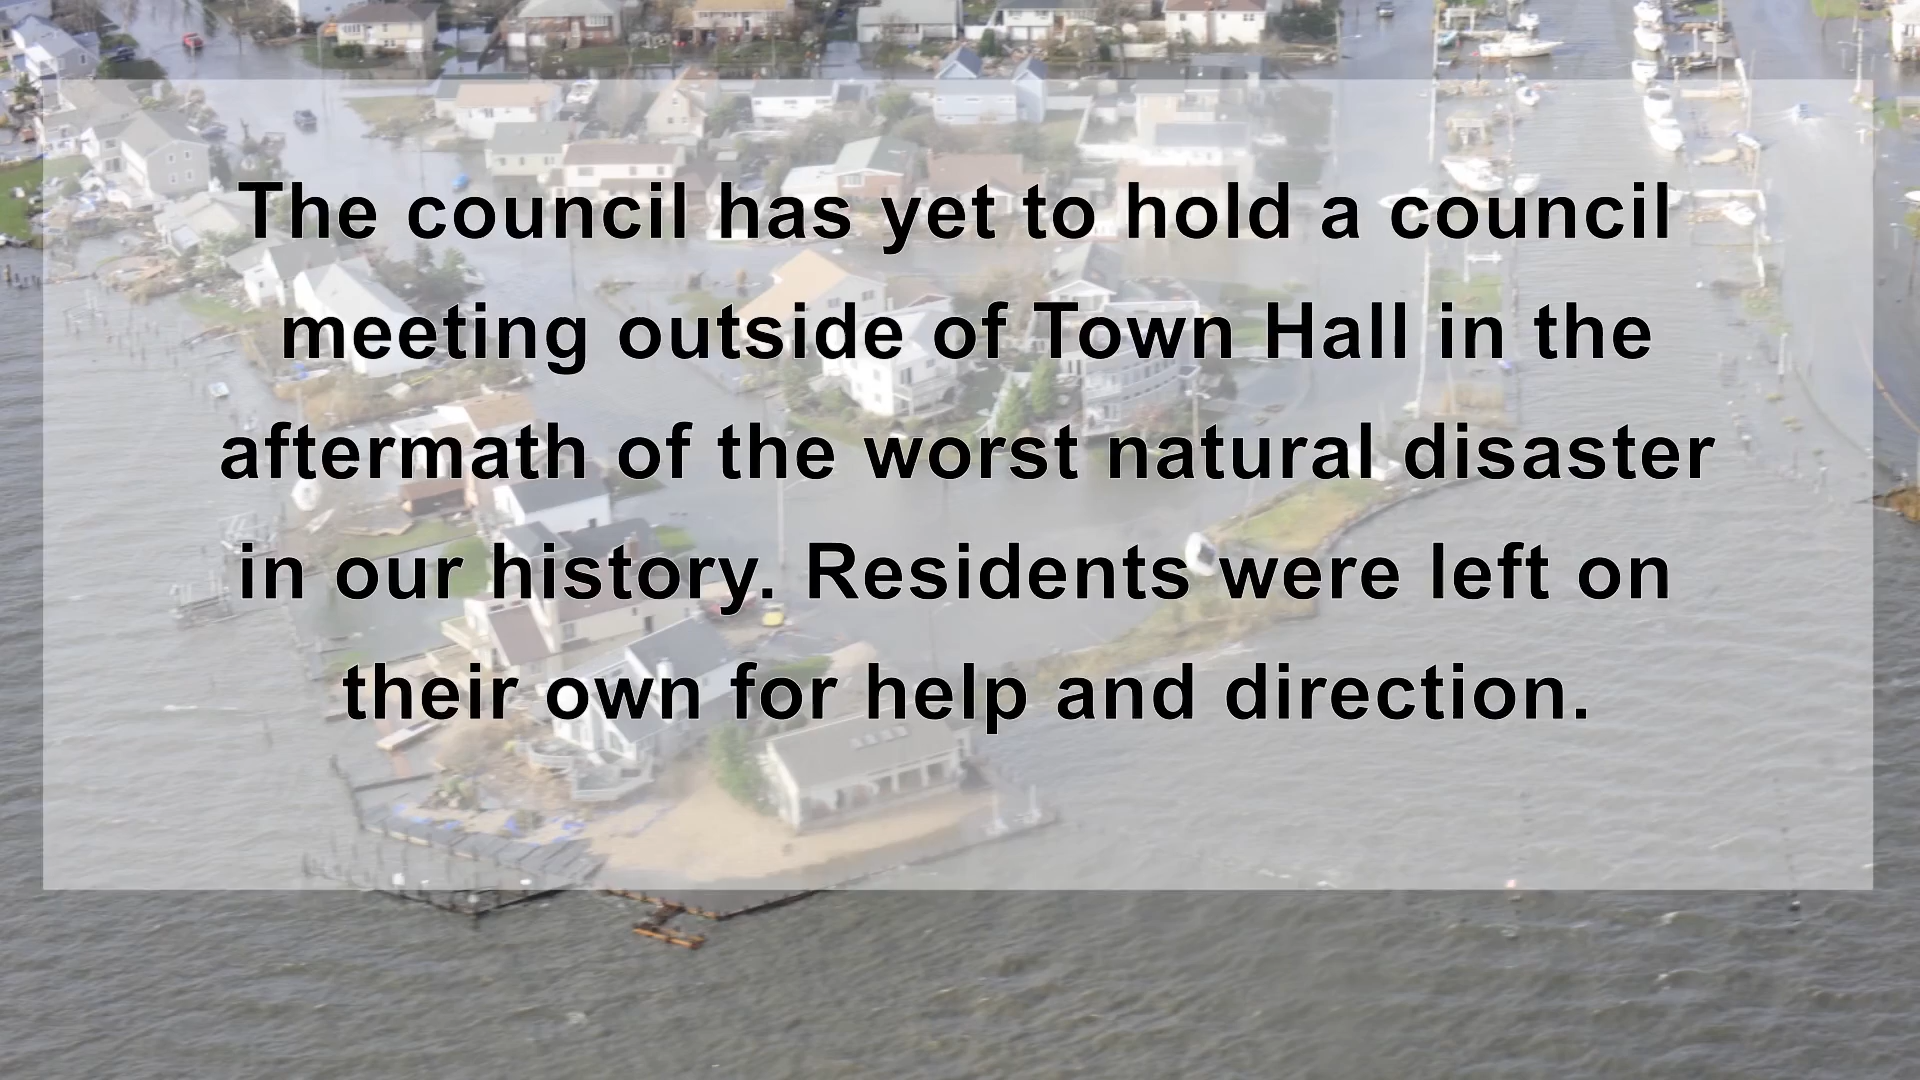 The council has yet to hold a council
meeting outside of Town Hall in the
aftermath of the worst natural disaster
in our history. Residents were left on
their own for help and direction.